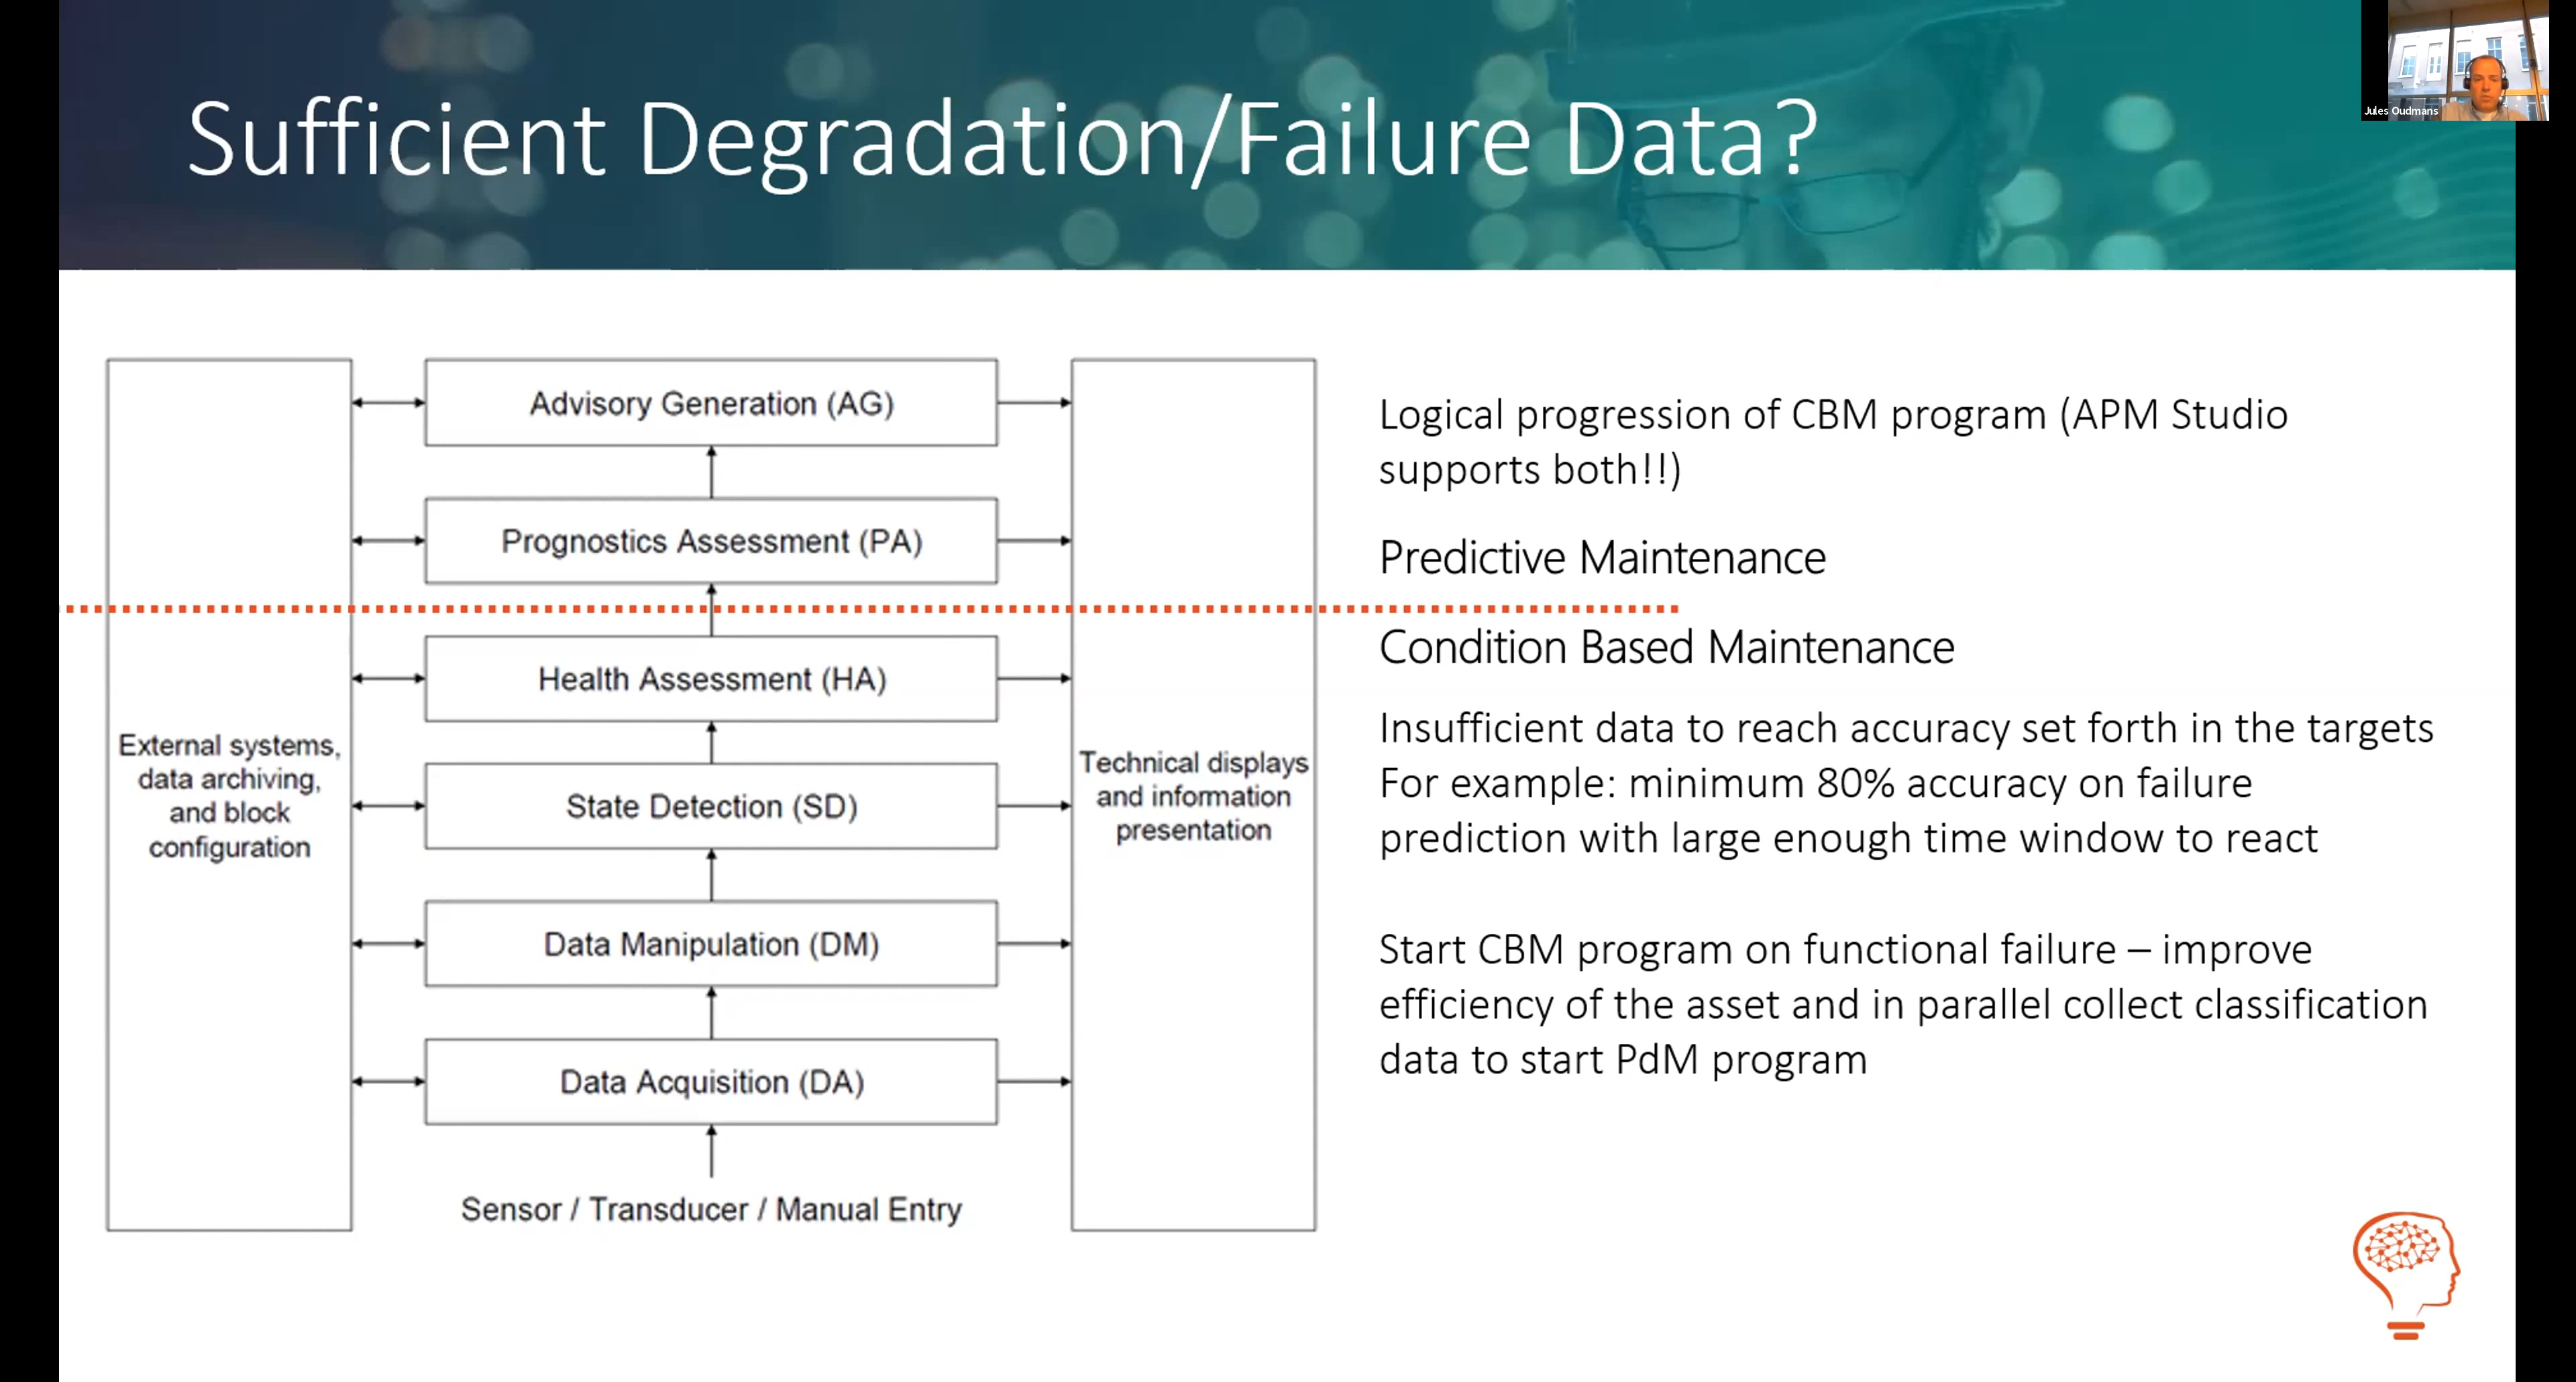 Sufficient Degradation/Failure Data?
Jules Oudmans
Advisory Generation (AG)
Prognostics Assessment (PA)
Health Assessment (HA)
State Detection (SD)
Data Manipulation (DM)
Data Acquisition (DA)
Sensor / Transducer / Manual Entry
External systems,
data archiving,
and block
configuration
Technical displays
and information
presentation
Logical progression of CBM program (APM Studio
supports both!!)
Predictive Maintenance
Condition Based Maintenance
Insufficient data to reach accuracy set forth in the targets
For example: minimum 80% accuracy on failure
prediction with large enough time window to react
Start CBM program on functional failure – improve
efficiency of the asset and in parallel collect classification
data to start PdM program